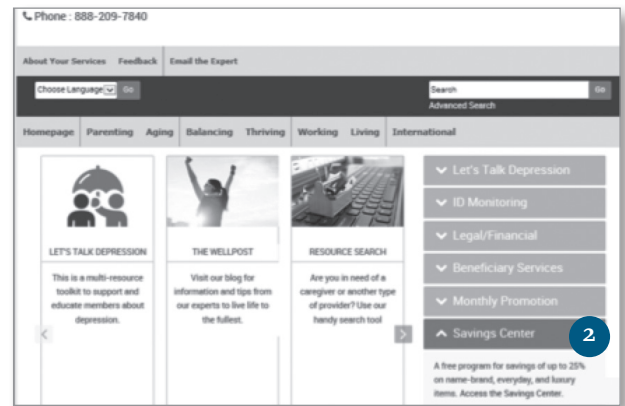 Phone : 888-209-7840
About Your Services Feedback Email the Expert
Choose Language Go
Search Go
Advanced Search
Homepage Parenting Aging Balancing Thriving Working Living International
LET'S TALK DEPRESSION
This is a multi-resource
toolkit to support and
educate members about
depression.
THE WELLPOST
Visit our blog for
information and tips from
our experts to live life to
the fullest.
RESOURCE SEARCH
Are you in need of a
caregiver or another type
of provider? Use our
handy search tool
Let's Talk Depression
ID Monitoring
Legal/Financial
Beneficiary Services
Monthly Promotion
Savings Center
2
A free program for savings of up to 25%
on name-brand, everyday, and luxury
items. Access the Savings Center.